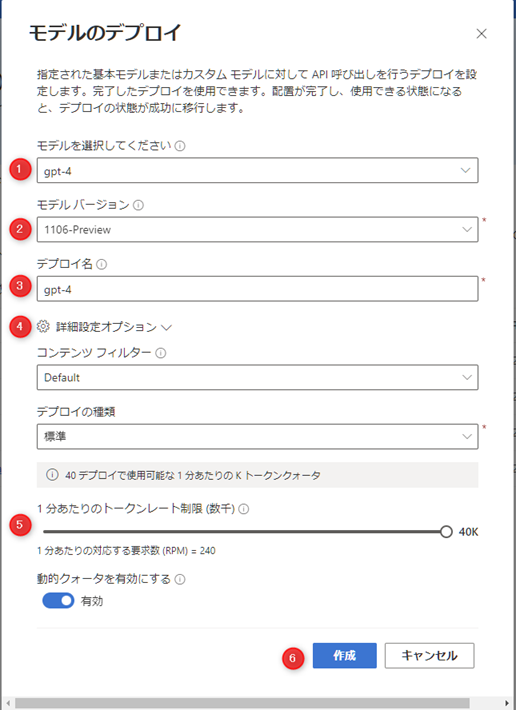 モデルのデプロイ
指定された基本モデルまたはカスタム モデルに対して API 呼び出しを行うデプロイを設
定します。完了したデプロイを使用できます。配置が完了し、使用できる状態になる
と、デプロイの状態が成功に移行します。
モデルを選択してください
1 gpt-4
モデル バージョン
2 1106-Preview *
デプロイ名
3 gpt-4 *
4 詳細設定オプション
コンテンツ フィルター
Default
デプロイの種類
標準 *
40 デプロイで使用可能な 1 分あたりの K トークンクォータ
1 分あたりのトークンレート制限 (数千)
5 40K
1 分あたりの対応する要求数 (RPM) = 240
動的クォータを有効にする
有効
6 作成 キャンセル